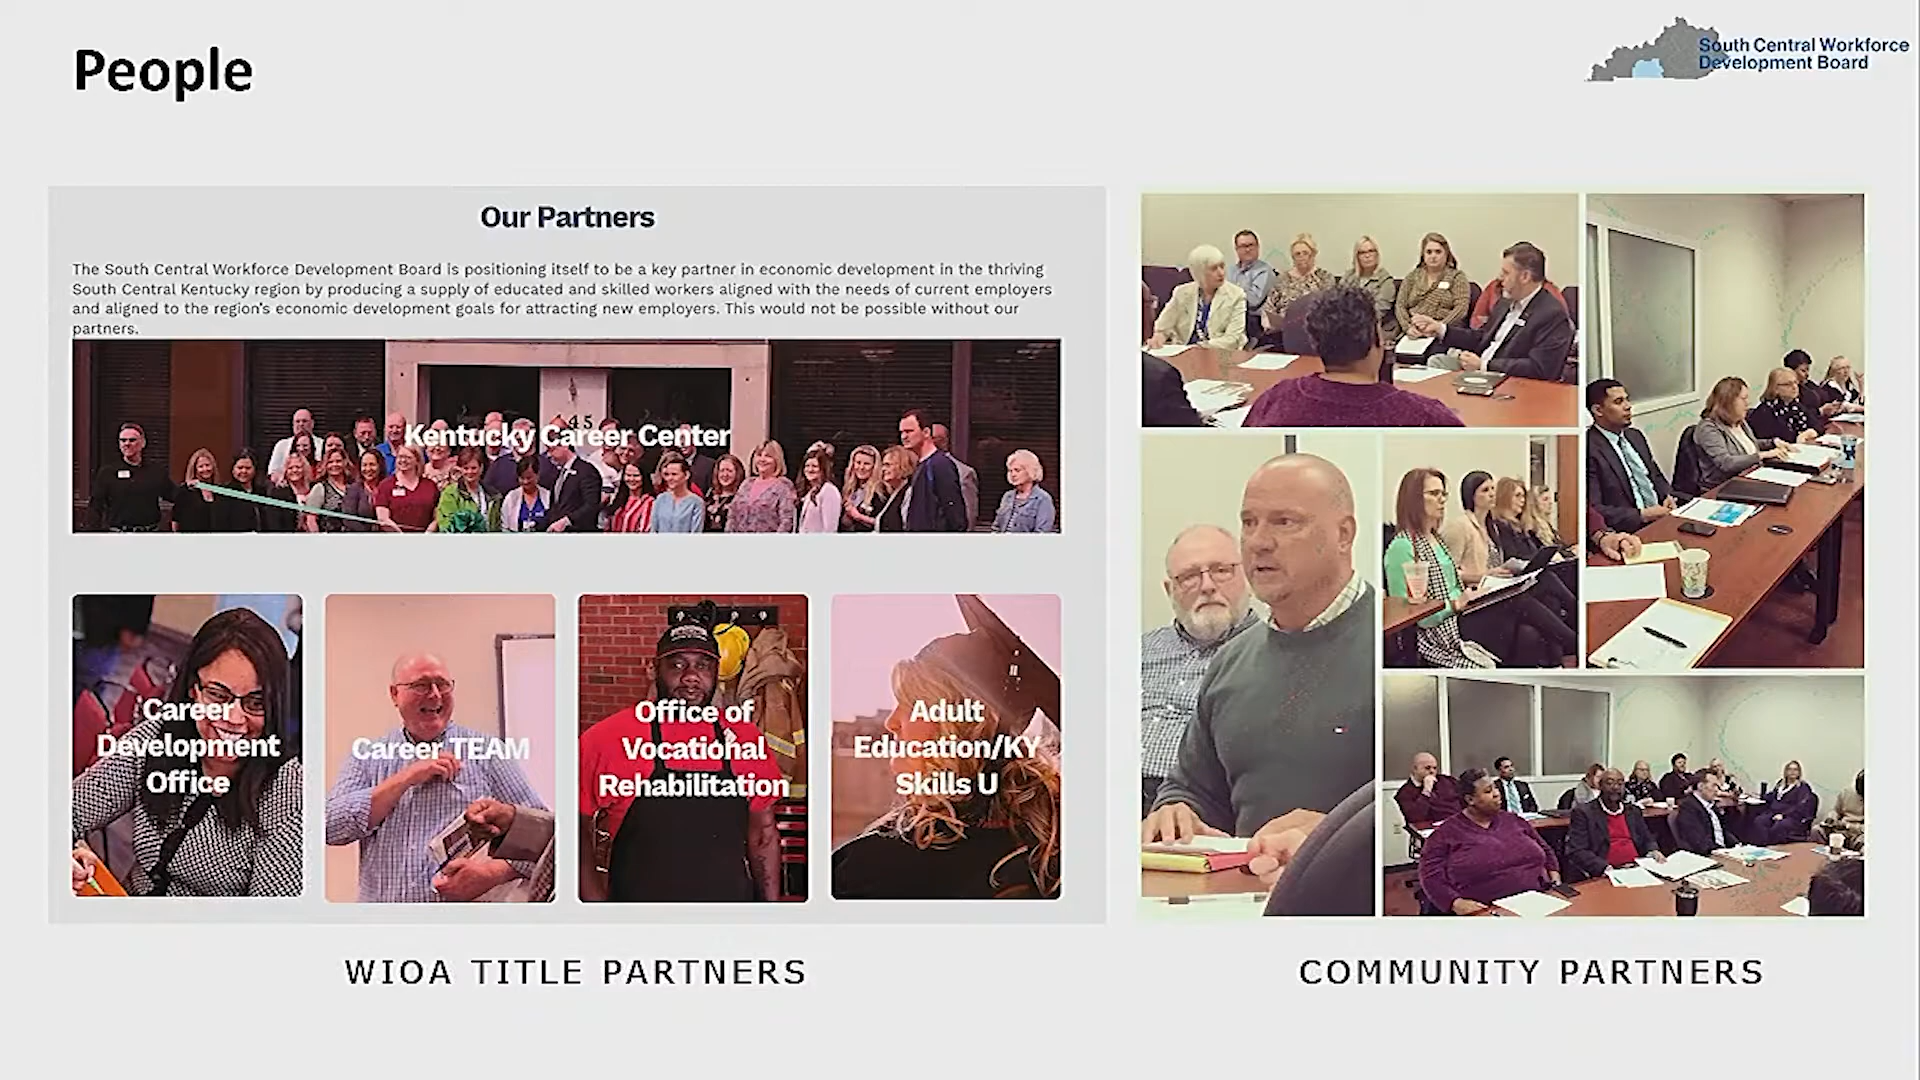 People
South Central Workforce
Development Board
Our Partners
The South Central Workforce Development Board is positioning itself to be a key partner in economic development in the thriving
South Central Kentucky region by producing a supply of educated and skilled workers aligned with the needs of current employers
and aligned to the region's economic development goals for attracting new employers. This would not be possible without our
partners.
445
Kentucky Career Center
Career
Development
Office
Career TEAM
Office of
Vocational
Rehabilitation
Adult
Education/KY
Skills U
WIOA TITLE PARTNERS
COMMUNITY PARTNERS